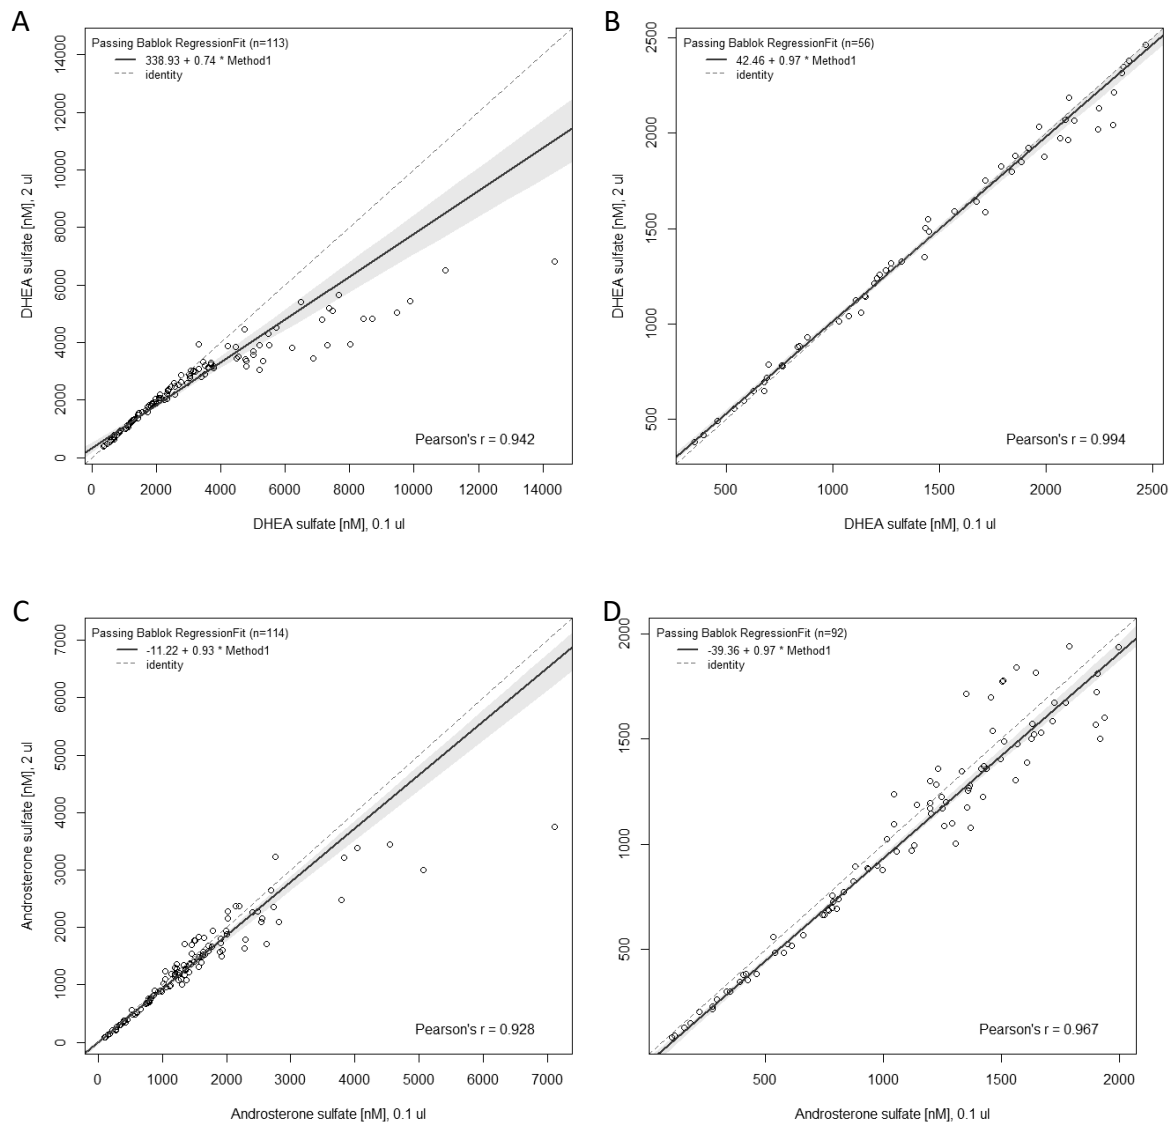 A
Passing Bablok RegressionFit (n=113)
338.93 + 0.74 * Method1
identity
DHEA sulfate [nM], 2 ul
14000
12000
10000
8000
6000
4000
2000
0
Pearson's r = 0.942
0 2000 4000 6000 8000 10000 12000 14000
DHEA sulfate [nM], 0.1 ul
B
Passing Bablok RegressionFit (n=56)
42.46 + 0.97 * Method1
identity
DHEA sulfate [nM], 2 ul
2500
2000
1500
1000
500
Pearson's r = 0.994
500 1000 1500 2000 2500
DHEA sulfate [nM], 0.1 ul
C
Passing Bablok RegressionFit (n=114)
-11.22 + 0.93 * Method1
identity
Androsterone sulfate [nM], 2 ul
7000
6000
5000
4000
3000
2000
1000
0
Pearson's r = 0.928
0 1000 2000 3000 4000 5000 6000 7000
Androsterone sulfate [nM], 0.1 ul
D
Passing Bablok RegressionFit (n=92)
-39.36 + 0.97 * Method1
identity
2000
1500
1000
500
Pearson's r = 0.967
500 1000 1500 2000
Androsterone sulfate [nM], 0.1 ul